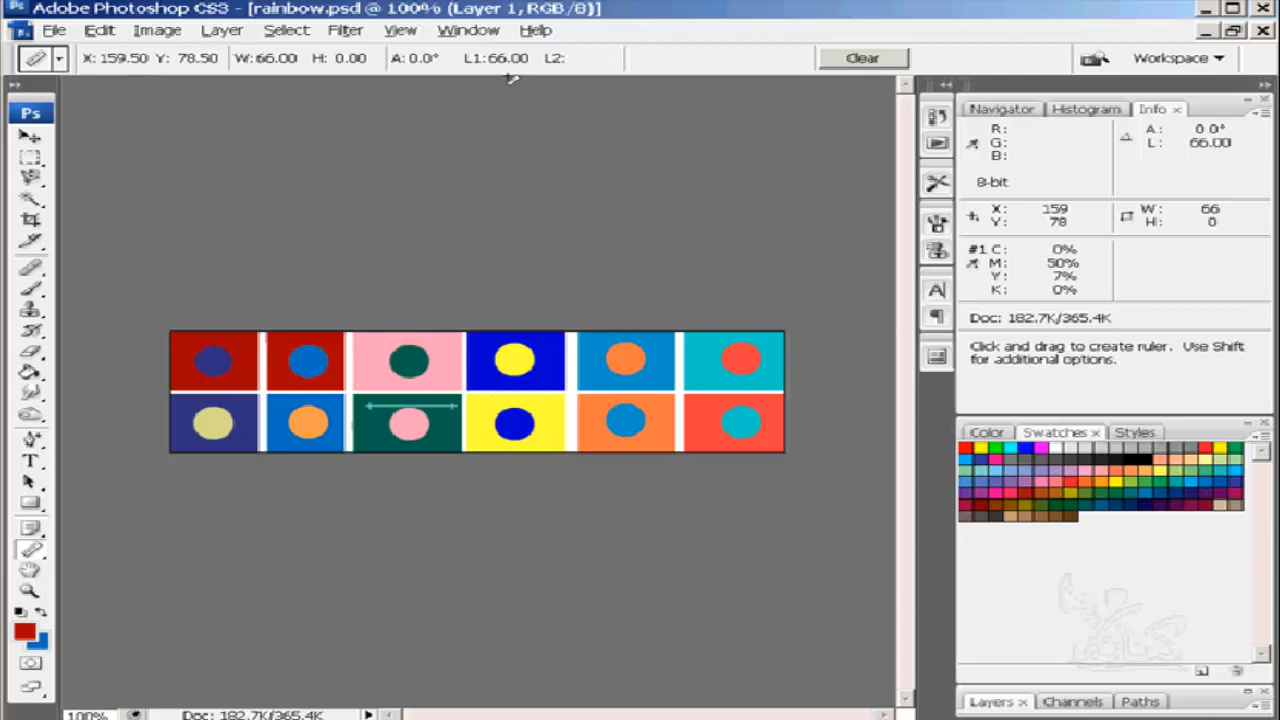 Adobe Photoshop CS3 - [rainbow.psd @ 100% (Layer 1,RGB/8)]
File Edit Image Layer Select Filter View Window Help
X: 159.50 Y: 78.50 W: 66.00 H: 0.00 A: 0.0° L1: 66.00 L2: Clear Workspace
Ps
Navigator Histogram Info x
R: A: 0.0°
G: L: 66.00
B:
8-bit
X: 159 W: 66
Y: 78 H: 0
#1 C: 0%
M: 50%
Y: 7%
K: 0%
Doc: 182.7K/365.4K
Click and drag to create ruler. Use Shift
for additional options.
Color Swatches x Styles
Layers x Channels Paths
100% Doc: 182.7K/365.4K